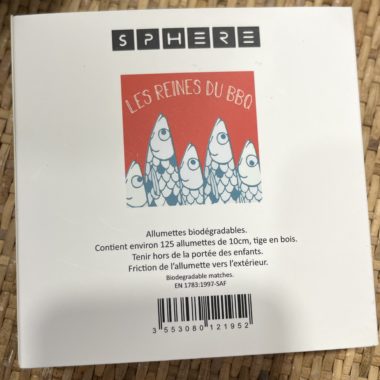 SPHERE
LES REINES DU BBQ
Allumettes biodégradables.
Contient environ 125 allumettes de 10cm, tige en bois.
Tenir hors de la portée des enfants.
Friction de l'allumette vers l'extérieur.
Biodegradable matches.
EN 1783:1997-SAF
3 553080 121952